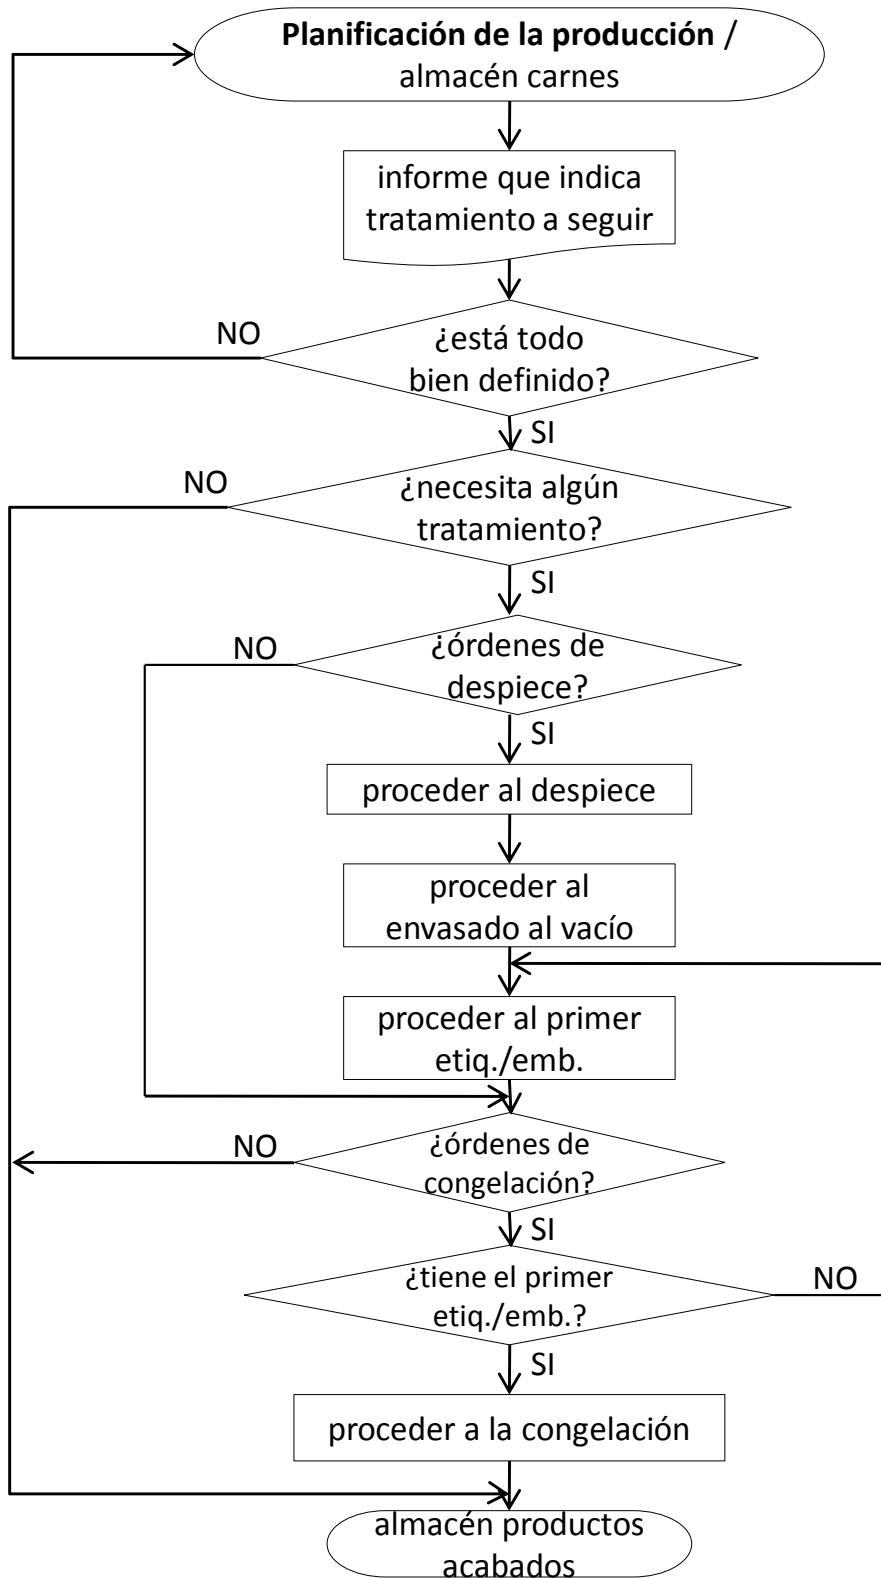 Planificación de la producción /
almacén carnes
informe que indica
tratamiento a seguir
NO
¿está todo
bien definido?
SI
NO
¿necesita algún
tratamiento?
SI
NO
¿órdenes de
despiece?
SI
proceder al despiece
proceder al
envasado al vacío
proceder al primer
etiq./emb.
NO
¿órdenes de
congelación?
SI
¿tiene el primer
etiq./emb.?
NO
SI
proceder a la congelación
almacén productos
acabados